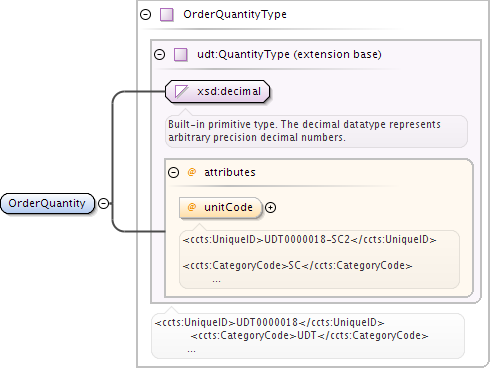 OrderQuantityType
udt:QuantityType (extension base)
xsd:decimal
Built-in primitive type. The decimal datatype represents
arbitrary precision decimal numbers.
@ attributes
OrderQuantity
@ unitCode
<ccts:UniqueID>UDT0000018-SC2</ccts:UniqueID>
<ccts:CategoryCode>SC</ccts:CategoryCode>
...
<ccts:UniqueID>UDT0000018</ccts:UniqueID>
<ccts:CategoryCode>UDT</ccts:CategoryCode>
...